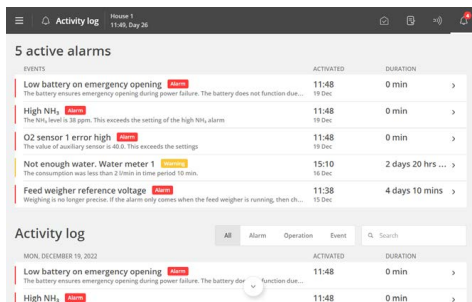 Activity log
House 1
11:49, Day 26
4
5 active alarms
EVENTS ACTIVATED DURATION
Low battery on emergency opening Alarm 11:48 0 min
The battery ensures emergency opening during power failure. The battery does not function due... 19 Dec
High NH₃ Alarm 11:48 0 min
The NH₃ level is 38 ppm. This exceeds the setting of the high NH₃ alarm 19 Dec
O2 sensor 1 error high Alarm 11:48 0 min
The value of auxiliary sensor is 40.0. This exceeds the settings 19 Dec
Not enough water. Water meter 1 Warning 15:10 2 days 20 hrs ...
The consumption was less than 2 l/min in time period 10 min. 16 Dec
Feed weigher reference voltage Alarm 11:38 4 days 10 mins
Weighing is no longer precise. If the alarm only comes when the feed weigher is running, then ch... 15 Dec
Activity log All Alarm Operation Event Search
MON, DECEMBER 19, 2022 ACTIVATED DURATION
Low battery on emergency opening Alarm 11:48 0 min
The battery ensures emergency opening during power failure. The battery does function due...
High NH₃ Alarm 11:48 0 min